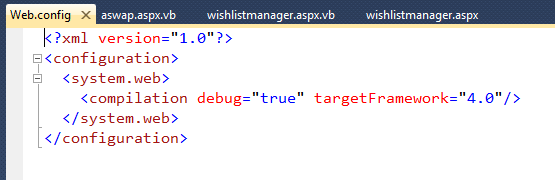 Web.config aswap.aspx.vb wishlistmanager.aspx.vb wishlistmanager.aspx
<?xml version="1.0"?>
<configuration>
<system.web>
<compilation debug="true" targetFramework="4.0"/>
</system.web>
</configuration>